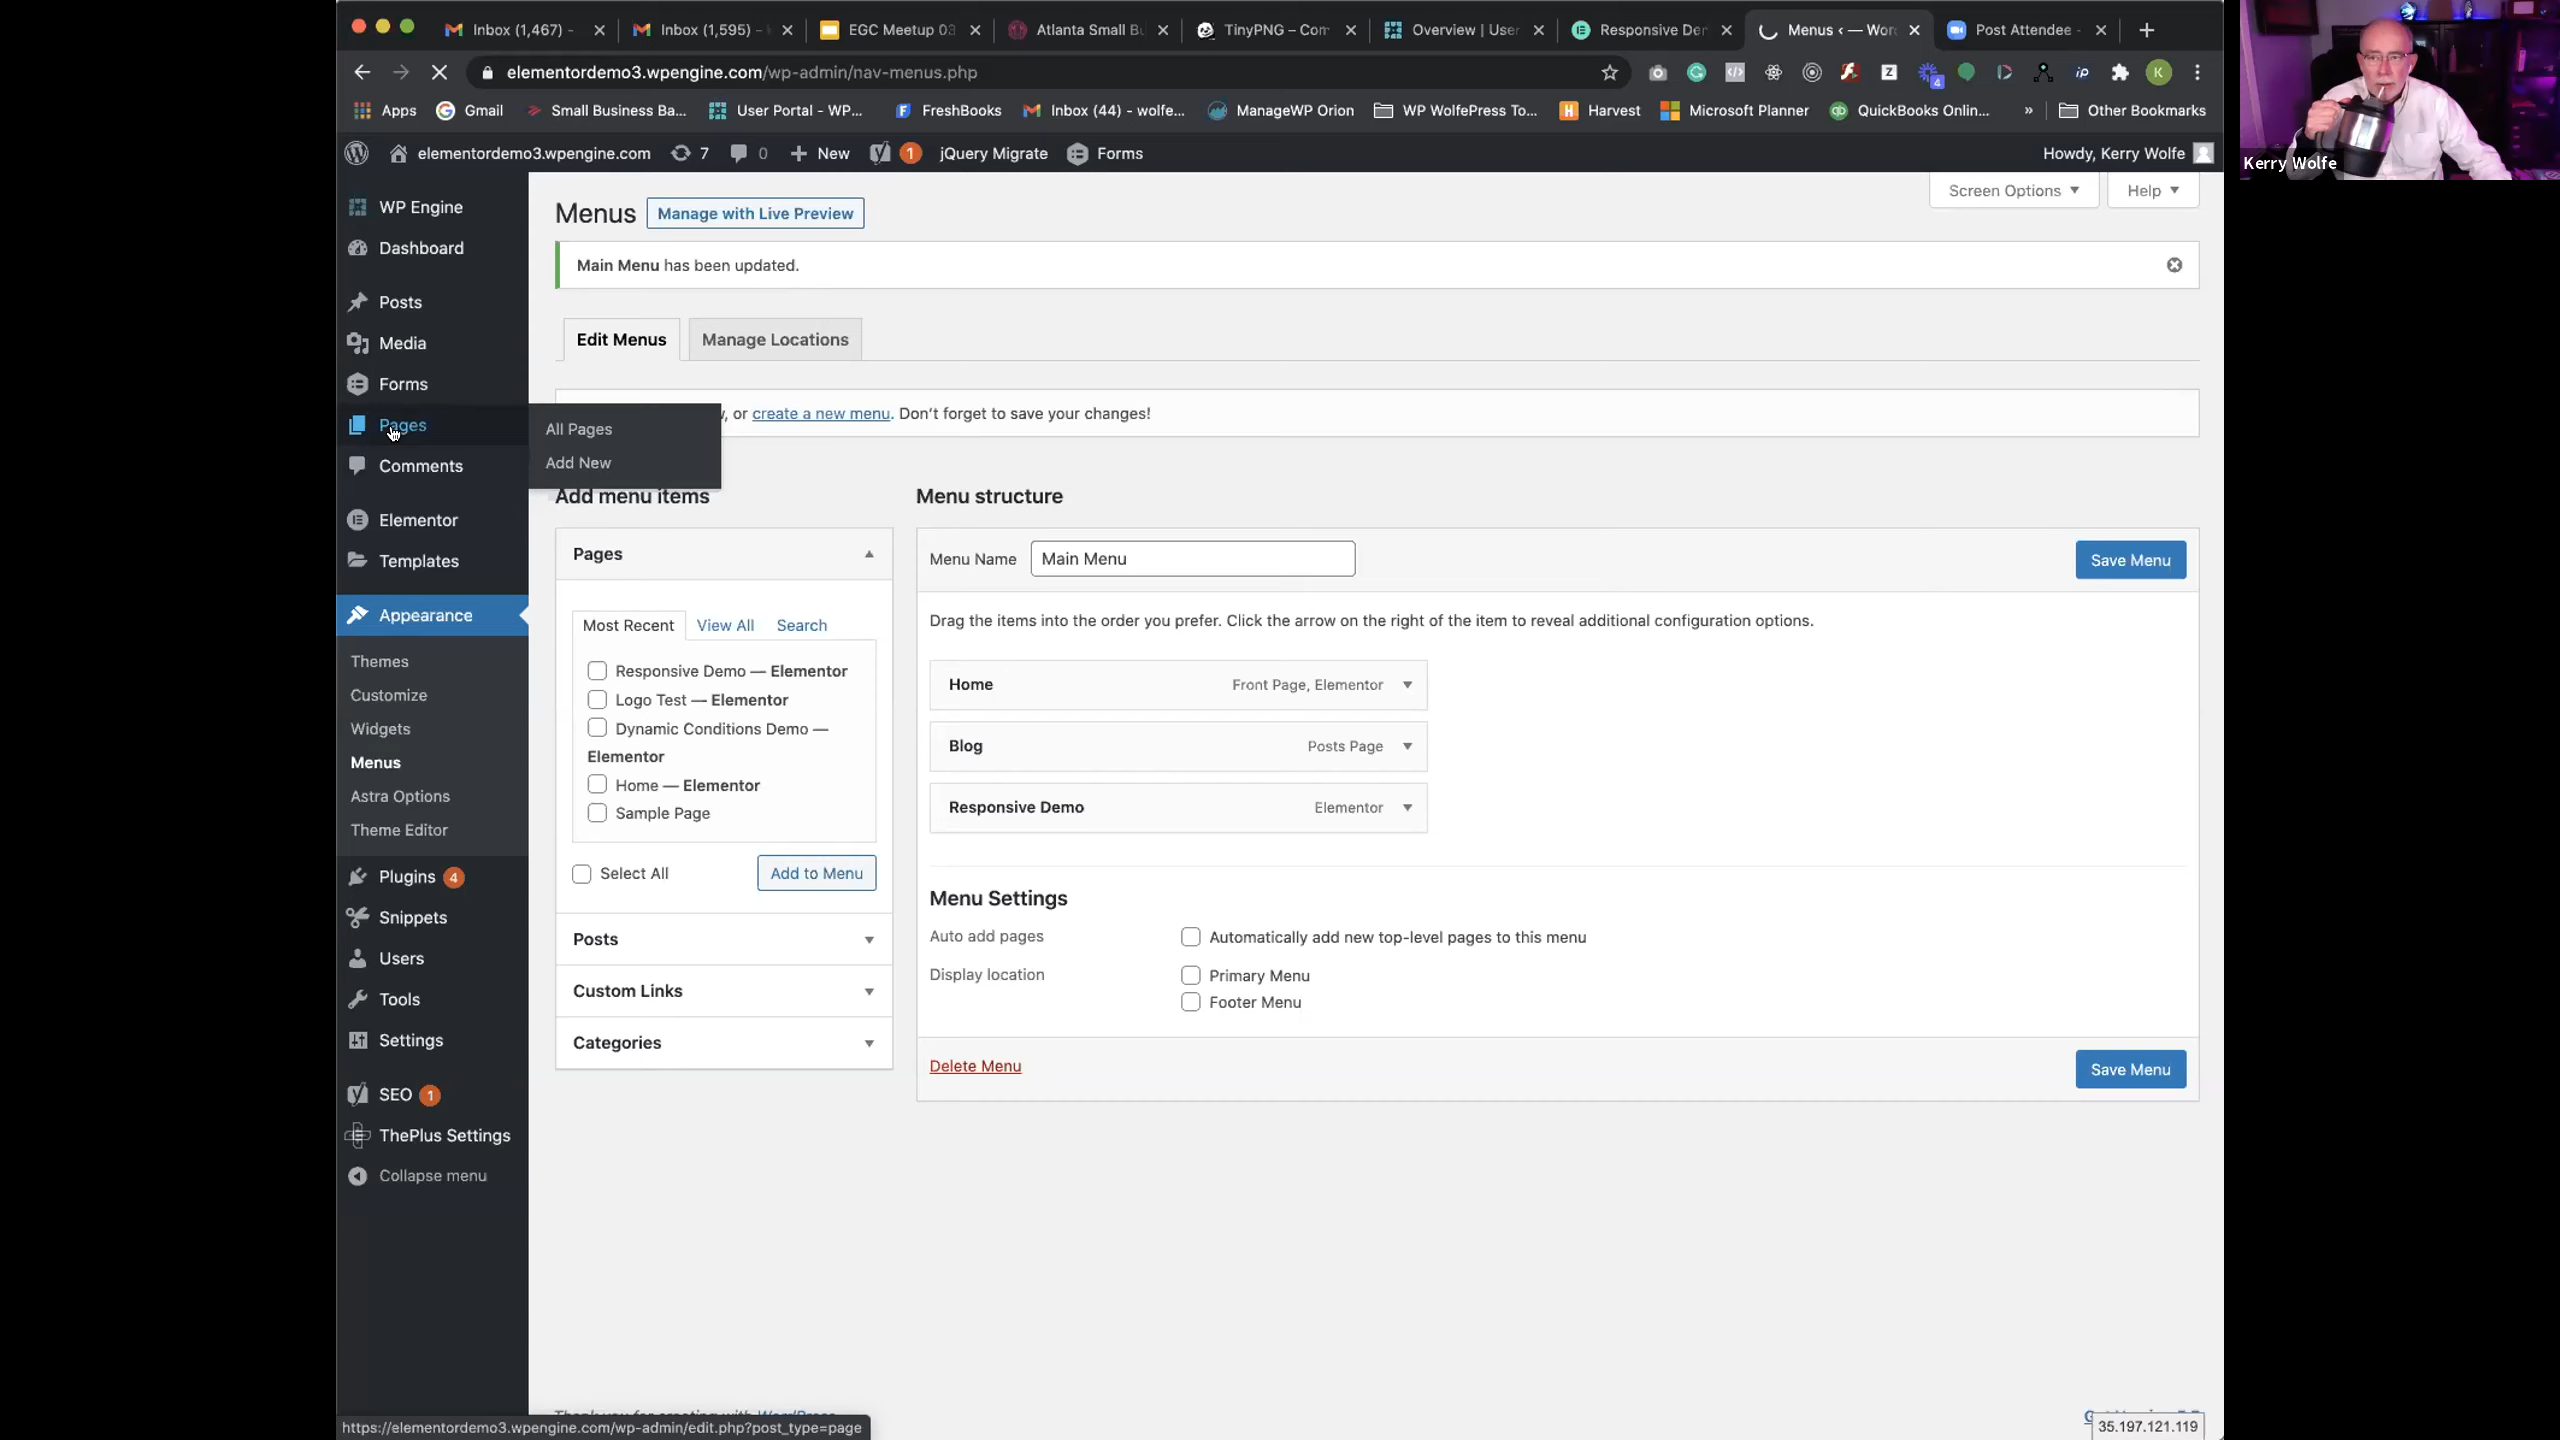 Inbox (1,467) -
Inbox (1,595) -
EGC Meetup 03
Atlanta Small Bu
TinyPNG – Com
Overview | User
Responsive Der
Menus ‹ — Wor
Post Attendee -
elementordemo3.wpengine.com/wp-admin/nav-menus.php
Apps
Gmail
Small Business Ba...
User Portal - WP...
FreshBooks
Inbox (44) - wolfe...
ManageWP Orion
WP WolfePress To...
Harvest
Microsoft Planner
QuickBooks Onlin...
»
Other Bookmarks
elementordemo3.wpengine.com
7
0
New
1
jQuery Migrate
Forms
Howdy, Kerry Wolfe
Kerry Wolfe
WP Engine
Dashboard
Posts
Media
Forms
Pages
Comments
Elementor
Templates
Appearance
Themes
Customize
Widgets
Menus
Astra Options
Theme Editor
Plugins 4
Snippets
Users
Tools
Settings
SEO 1
ThePlus Settings
Collapse menu
All Pages
Add New
Screen Options
Help
Menus
Manage with Live Preview
Main Menu has been updated.
Edit Menus
Manage Locations
, or create a new menu. Don't forget to save your changes!
Add menu items
Pages
Most Recent
View All
Search
Responsive Demo — Elementor
Logo Test — Elementor
Dynamic Conditions Demo —
Elementor
Home — Elementor
Sample Page
Select All
Add to Menu
Posts
Custom Links
Categories
Menu structure
Menu Name
Main Menu
Save Menu
Drag the items into the order you prefer. Click the arrow on the right of the item to reveal additional configuration options.
Home
Front Page, Elementor
Blog
Posts Page
Responsive Demo
Elementor
Menu Settings
Auto add pages
Automatically add new top-level pages to this menu
Display location
Primary Menu
Footer Menu
Delete Menu
Save Menu
https://elementordemo3.wpengine.com/wp-admin/edit.php?post_type=page
35.197.121.119